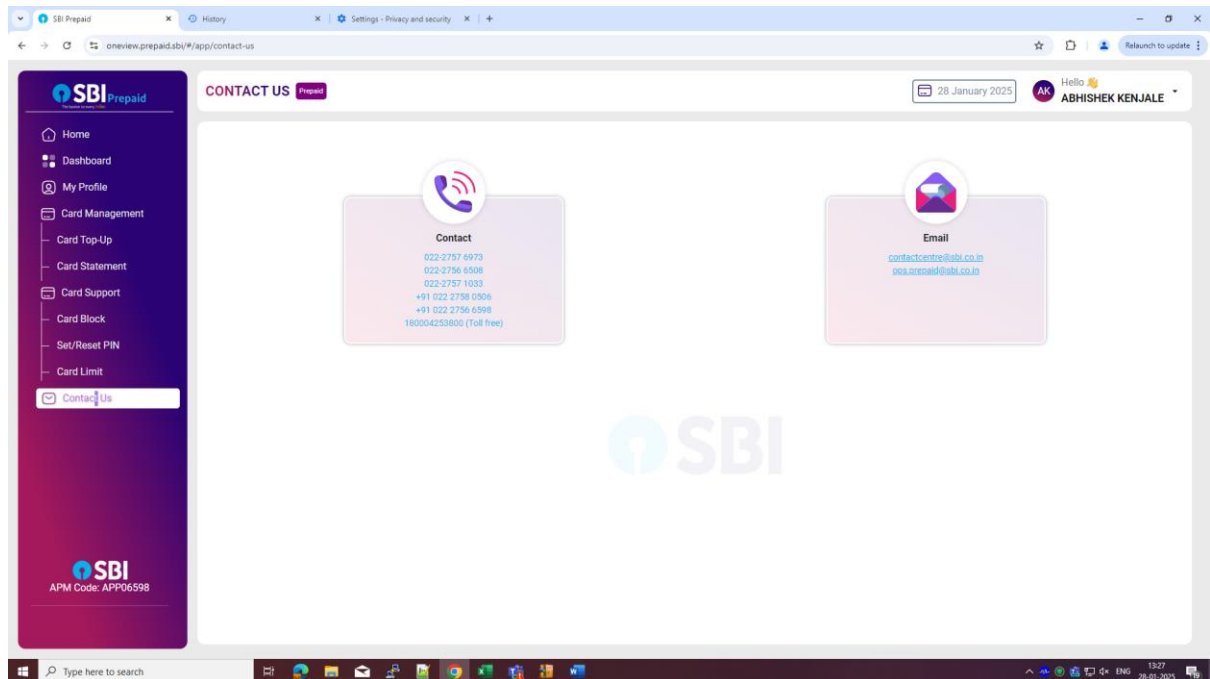 SBI Prepaid
History
Settings - Privacy and security
oneview.prepaid.sbi/#/app/contact-us
Relaunch to update
SBI Prepaid
CONTACT US Prepaid
28 January 2025
AK
Hello
ABHISHEK KENJALE
Home
Dashboard
My Profile
Card Management
Card Top-Up
Card Statement
Card Support
Card Block
Set/Reset PIN
Card Limit
Contact Us
Contact
022-2757 6973
022-2756 6508
022-2757 1033
+91 022 2758 0506
+91 022 2756 6598
180004253800 (Toll free)
Email
contactcentre@sbi.co.in
ops.prepaid@sbi.co.in
SBI
SBI
APM Code: APP06598
Type here to search
ENG
13:27
28-01-2025